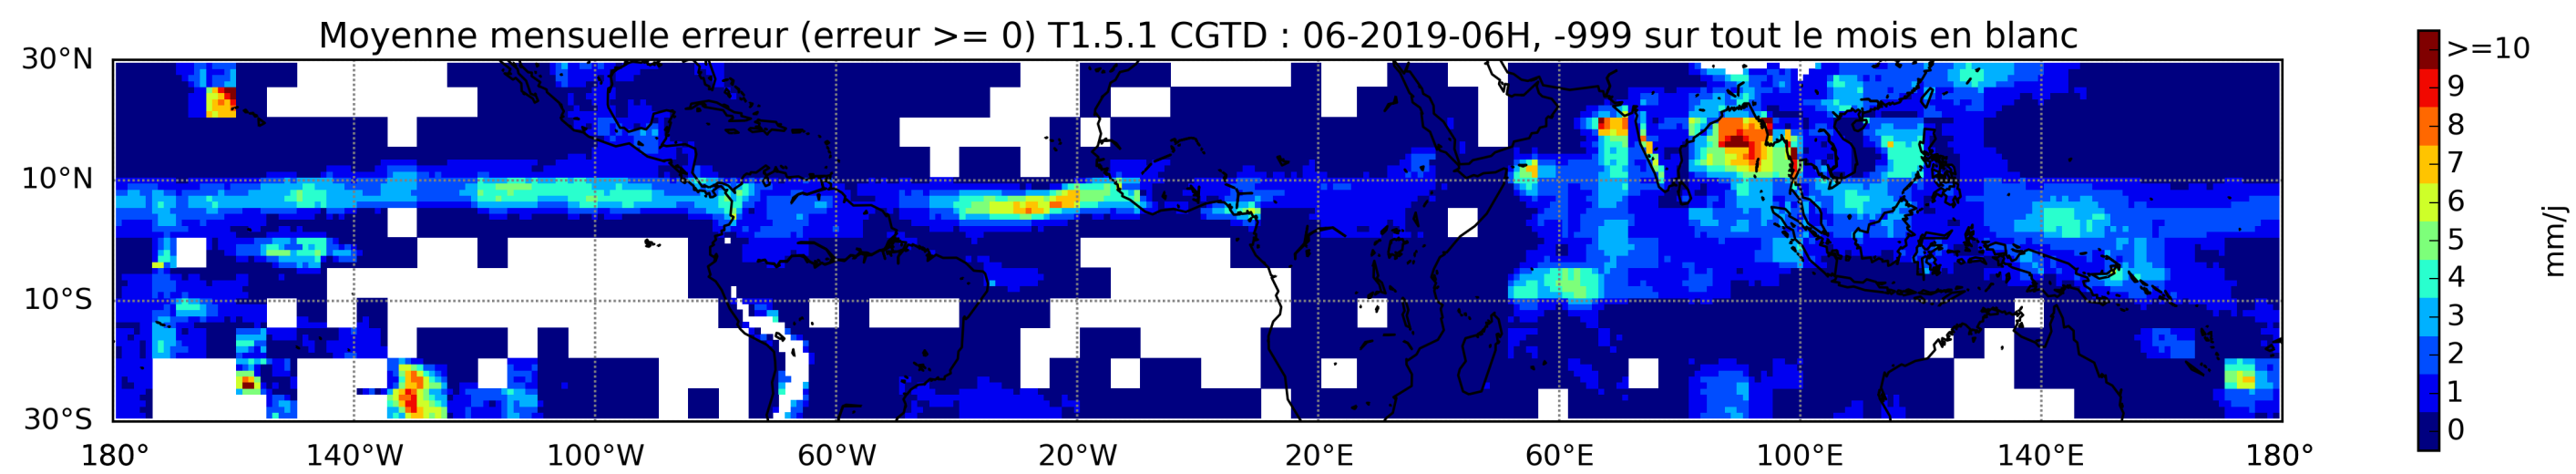 Moyenne mensuelle erreur (erreur >= 0) T1.5.1 CGTD : 06-2019-06H, -999 sur tout le mois en blanc
30°N
10°N
10°S
30°S
180°
140°W
100°W
60°W
20°W
20°E
60°E
100°E
140°E
180°
>=10
9
8
7
6
5
4
3
2
1
0
mm/j